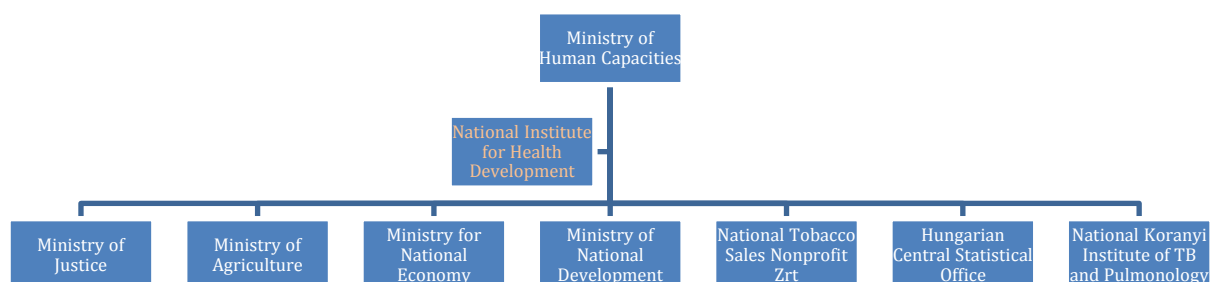 Ministry of
Human Capacities
National Institute
for Health
Development
Ministry of
Justice
Ministry of
Agriculture
Ministry for
National
Economy
Ministry of
National
Development
National Tobacco
Sales Nonprofit
Zrt
Hungarian
Central Statistical
Office
National Koranyi
Institute of TB
and Pulmonology